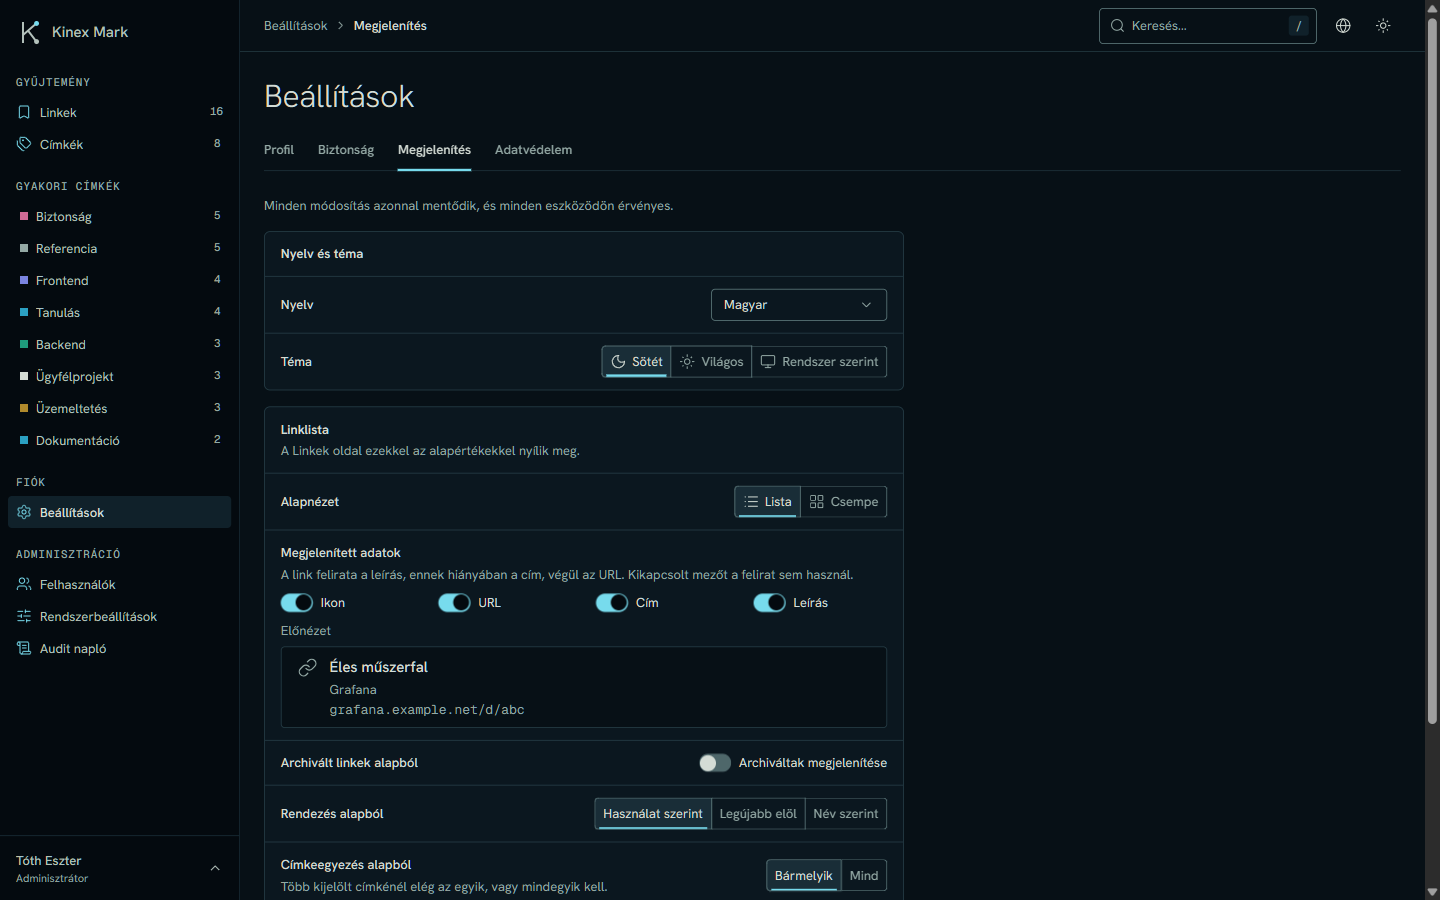 Kinex Mark
Beállítások > Megjelenítés
Keresés... /
GYŰJTEMÉNY
Linkek 16
Címkék 8
GYAKORI CÍMKÉK
Biztonság 5
Referencia 5
Frontend 4
Tanulás 4
Backend 3
Ügyfélprojekt 3
Üzemeltetés 3
Dokumentáció 2
FIÓK
Beállítások
ADMINISZTRÁCIÓ
Felhasználók
Rendszerbeállítások
Audit napló
Tóth Eszter
Adminisztrátor
Beállítások
Profil Biztonság Megjelenítés Adatvédelem
Minden módosítás azonnal mentődik, és minden eszközödön érvényes.
Nyelv és téma
Nyelv Magyar
Téma Sötét Világos Rendszer szerint
Linklista
A Linkek oldal ezekkel az alapértékekkel nyílik meg.
Alapnézet Lista Csempe
Megjelenített adatok
A link felirata a leírás, ennek hiányában a cím, végül az URL. Kikapcsolt mezőt a felirat sem használ.
Ikon URL Cím Leírás
Előnézet
Éles műszerfal
Grafana
grafana.example.net/d/abc
Archivált linkek alapból Archiváltak megjelenítése
Rendezés alapból Használat szerint Legújabb elöl Név szerint
Címkeegyezés alapból Bármelyik Mind
Több kijelölt címkénél elég az egyik, vagy mindegyik kell.